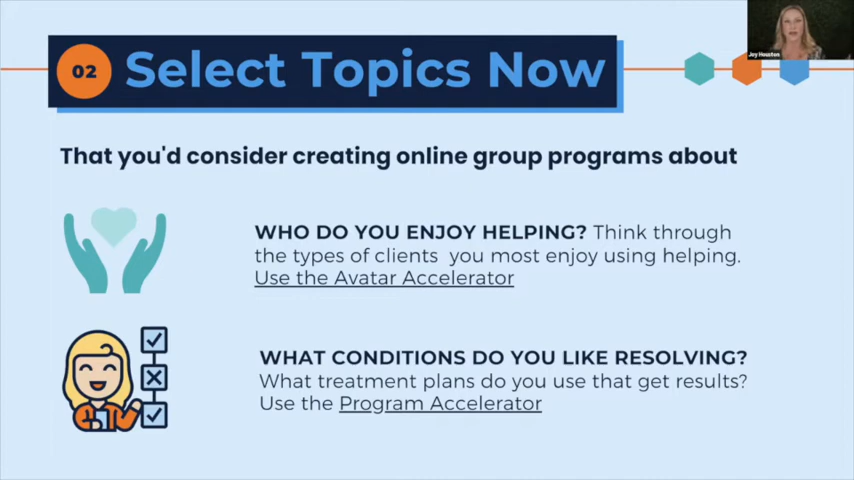 Joy Houston
02
Select Topics Now
That you'd consider creating online group programs about
WHO DO YOU ENJOY HELPING? Think through
the types of clients you most enjoy using helping.
Use the Avatar Accelerator
WHAT CONDITIONS DO YOU LIKE RESOLVING?
What treatment plans do you use that get results?
Use the Program Accelerator